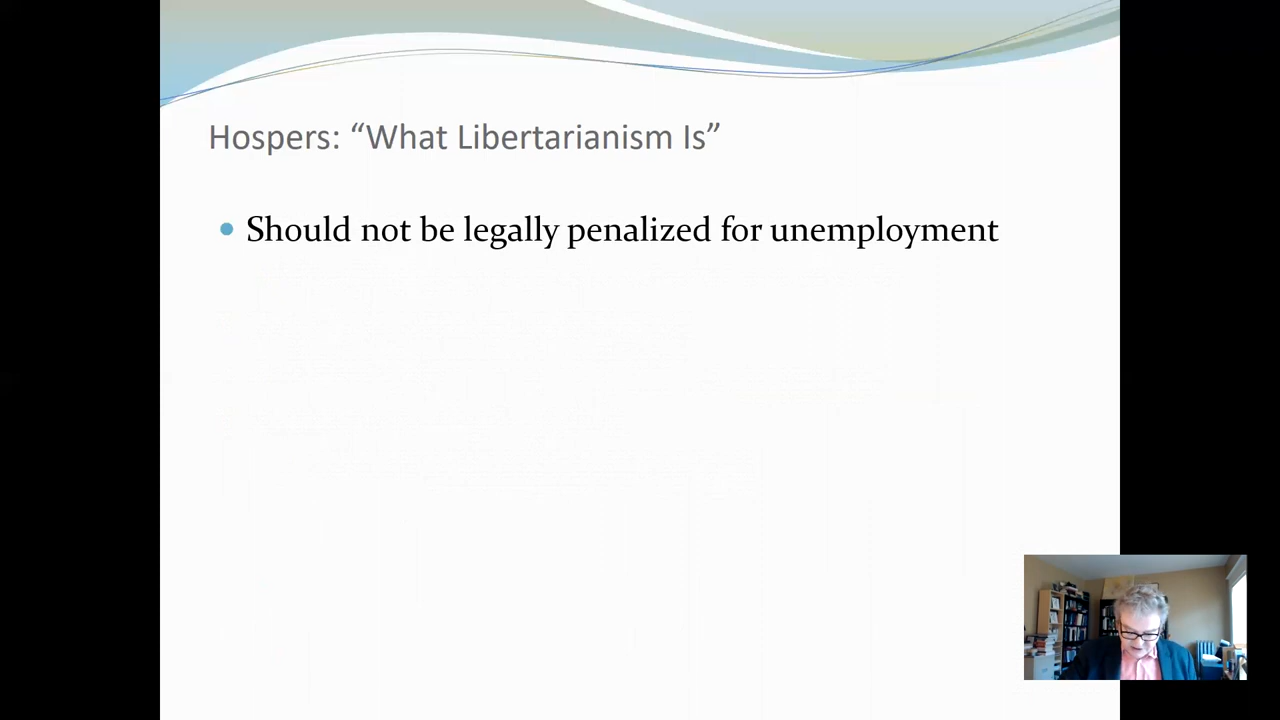 Hospers: “What Libertarianism Is”
Should not be legally penalized for unemployment